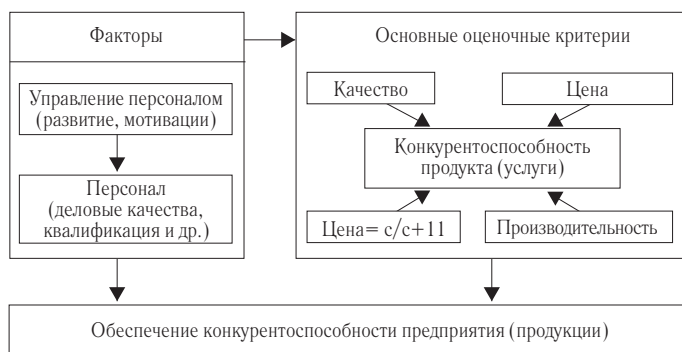 Факторы
Управление персоналом
(развитие, мотивации)
Персонал
(деловые качества,
квалификация и др.)
Основные оценочные критерии
Качество
Цена
Конкурентоспособность
продукта (услуги)
Цена= с/с+11
Производительность
Обеспечение конкурентоспособности предприятия (продукции)